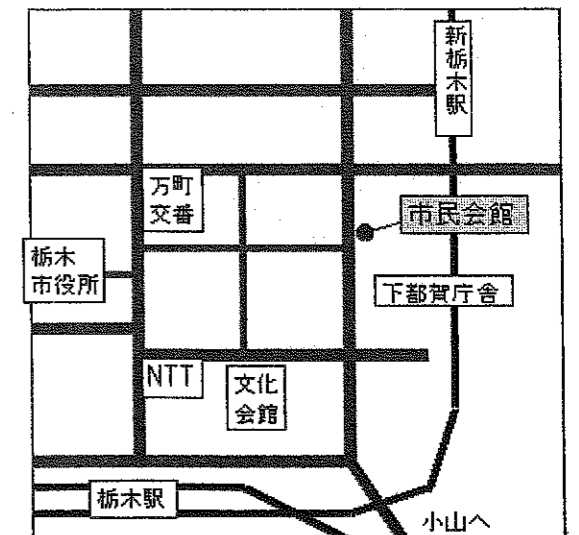 新栃木駅
万町
交番
市民会館
栃木
市役所
下都賀庁舎
NTT
文化
会館
栃木駅
小山へ